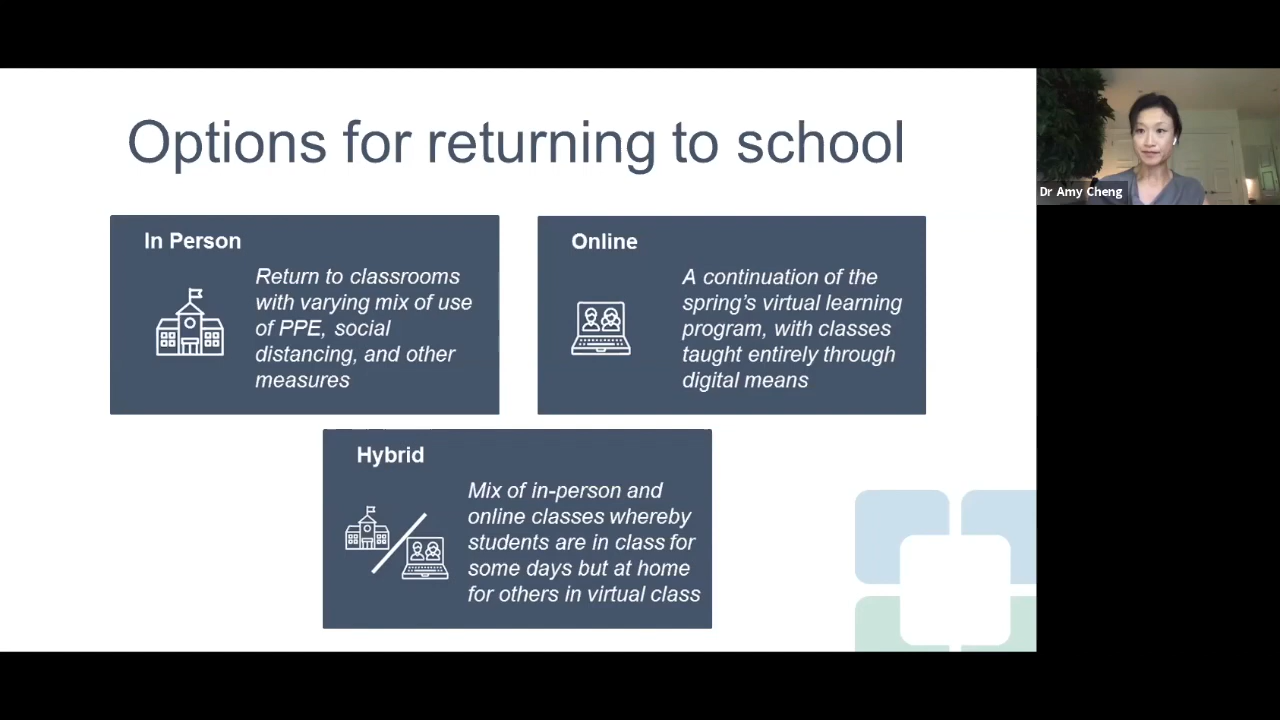 Options for returning to school
In Person
Return to classrooms
with varying mix of use
of PPE, social
distancing, and other
measures
Online
A continuation of the
spring's virtual learning
program, with classes
taught entirely through
digital means
Hybrid
Mix of in-person and
online classes whereby
students are in class for
some days but at home
for others in virtual class
Dr Amy Cheng